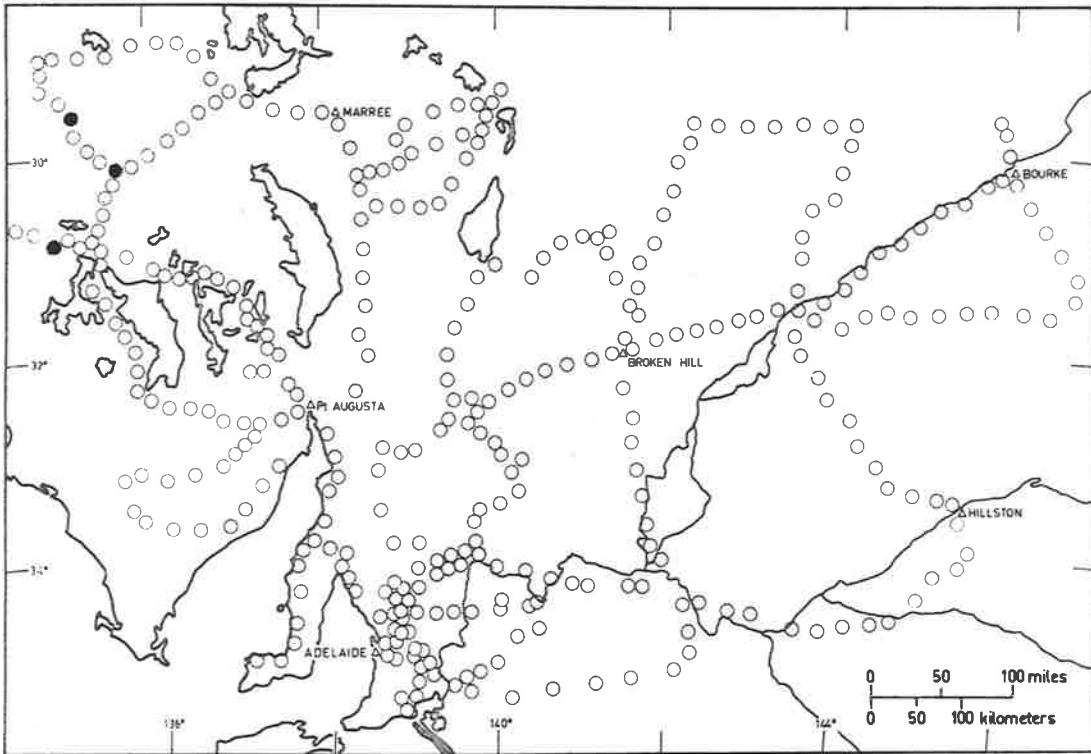 MARREE
30°
BOURKE
32°
BROKEN HILL
Pt AUGUSTA
HILLSTON
34°
ADELAIDE
0 50 100 miles
0 50 100 kilometers
136° 140° 144°